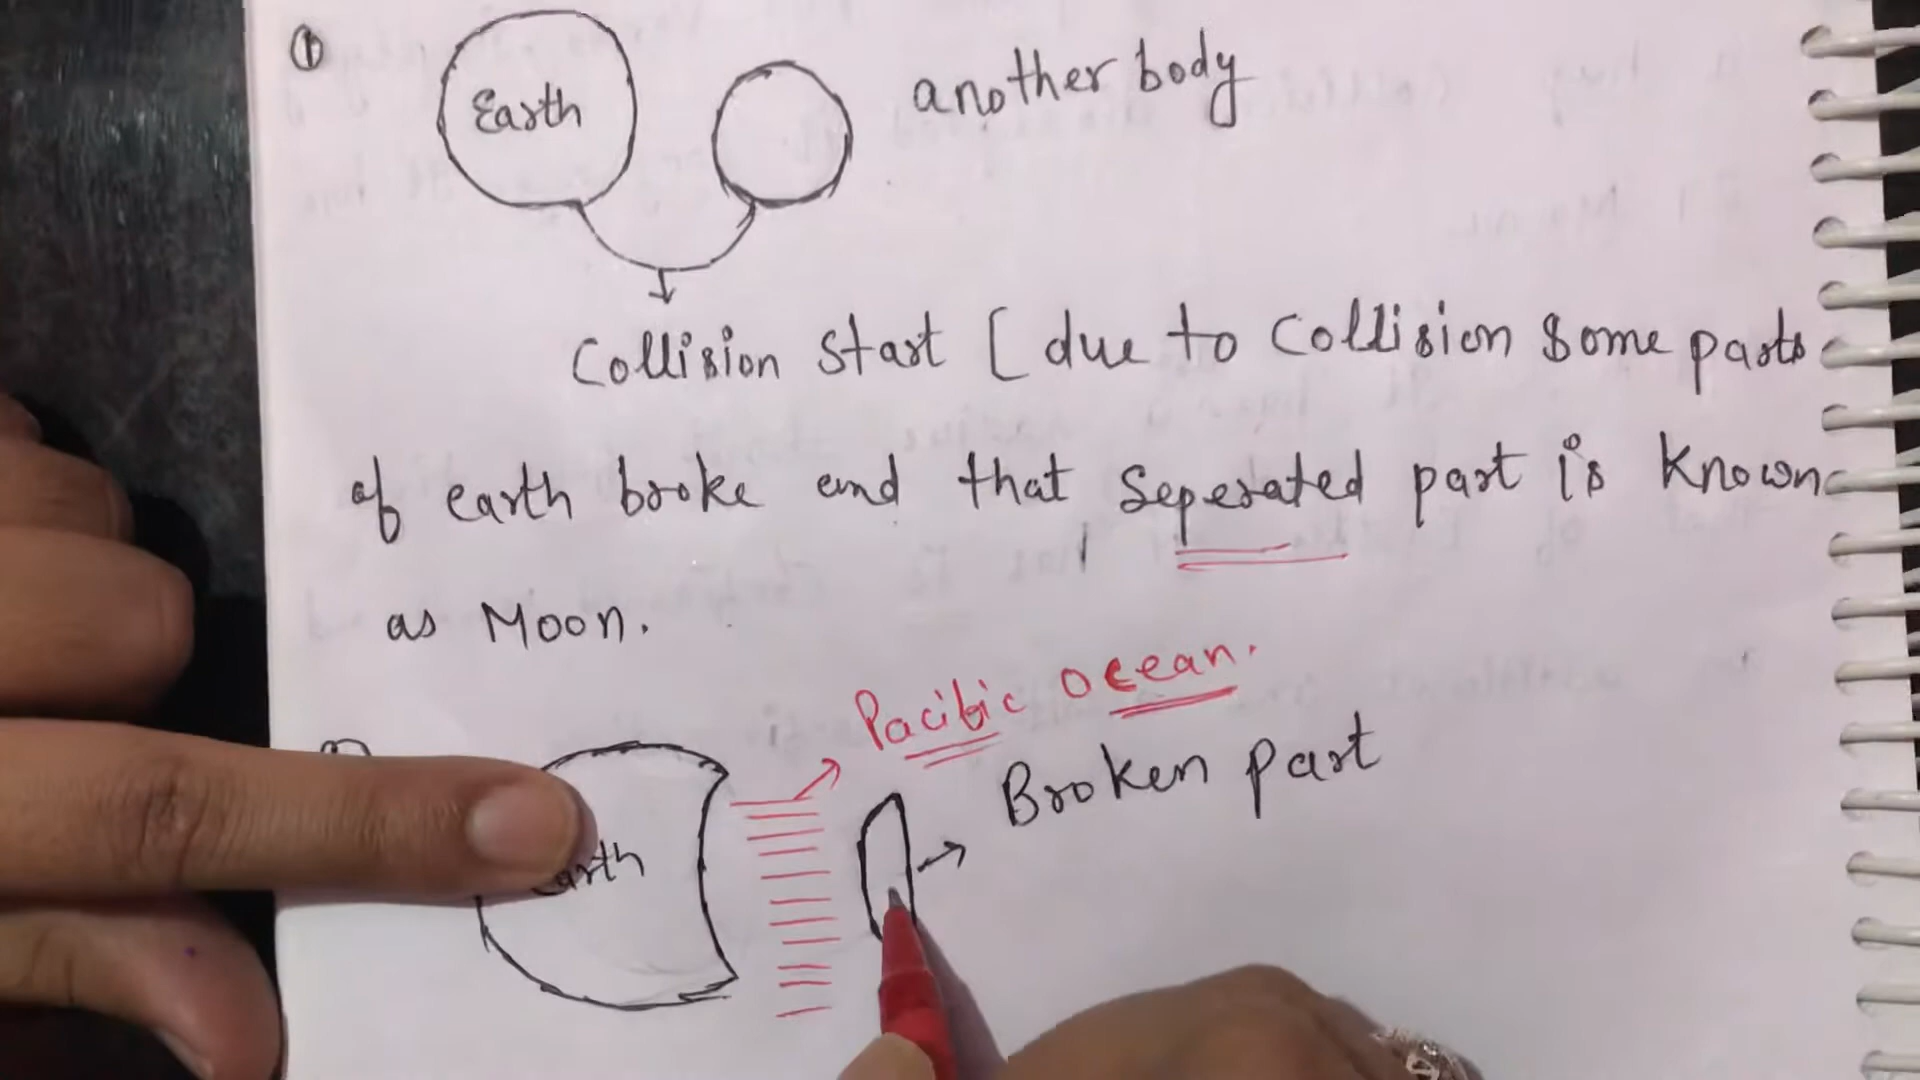 ①
Earth
another body
Collision start [ due to Collision some parts
of earth broke and that seperated part is known
as Moon.
Pacific Ocean.
Broken part
arth